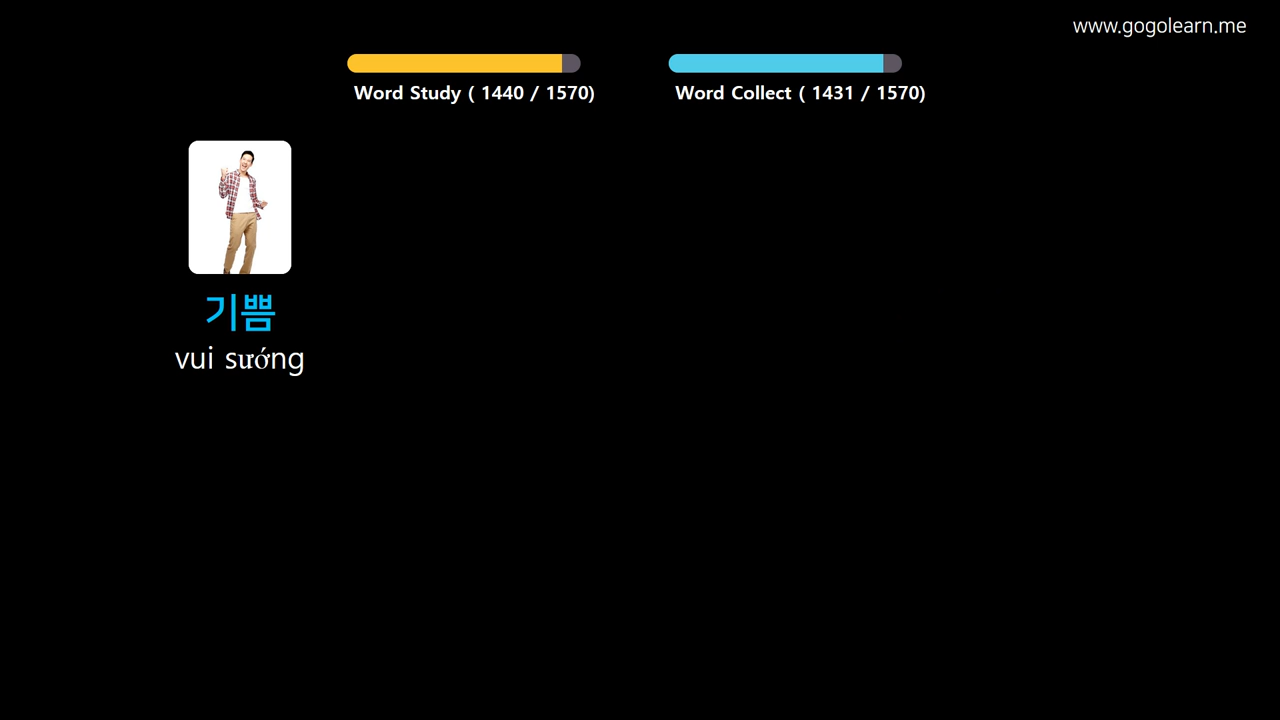 www.gogolearn.me
Word Study ( 1440 / 1570)
Word Collect ( 1431 / 1570)
기쁨
vui sướng